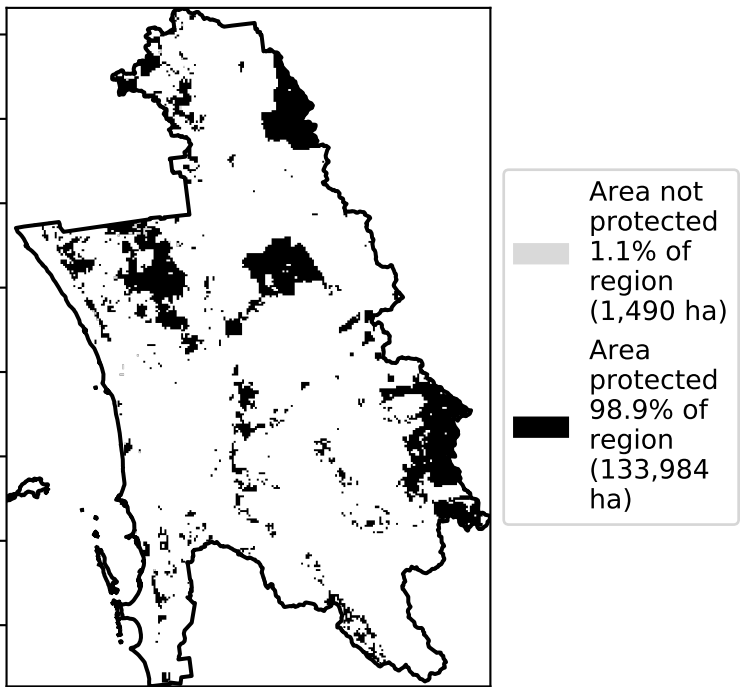 Area not
protected
1.1% of
region
(1,490 ha)
Area
protected
98.9% of
region
(133,984
ha)